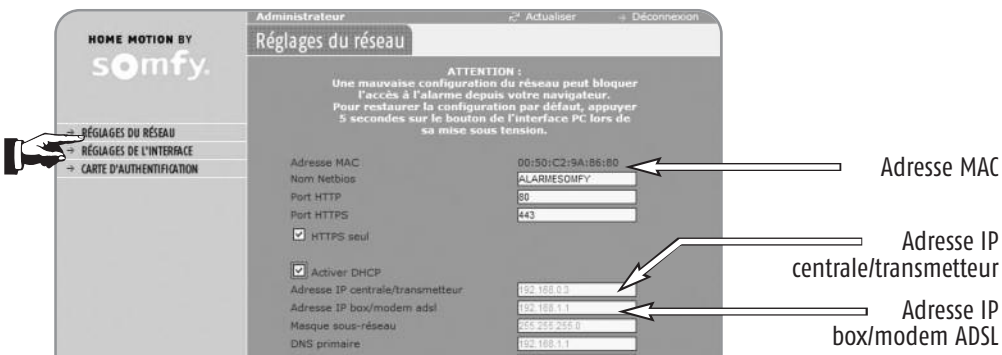 Administrateur
Actualiser
Déconnexion
HOME MOTION BY
somfy.
Réglages du réseau
ATTENTION :
Une mauvaise configuration du réseau peut bloquer
l'accès à l'alarme depuis votre navigateur.
Pour restaurer la configuration par défaut, appuyer
5 secondes sur le bouton de l'interface PC lors de
sa mise sous tension.
→ RÉGLAGES DU RÉSEAU
→ RÉGLAGES DE L'INTERFACE
→ CARTE D'AUTHENTIFICATION
Adresse MAC 00:50:C2:9A:86:80
Nom Netbios ALARMESOMFY
Port HTTP 80
Port HTTPS 443
HTTPS seul
Activer DHCP
Adresse IP centrale/transmetteur 192.168.0.3
Adresse IP box/modem adsl 192.168.1.1
Masque sous-réseau 255.255.255.0
DNS primaire 192.168.1.1
Adresse MAC
Adresse IP
centrale/transmetteur
Adresse IP
box/modem ADSL